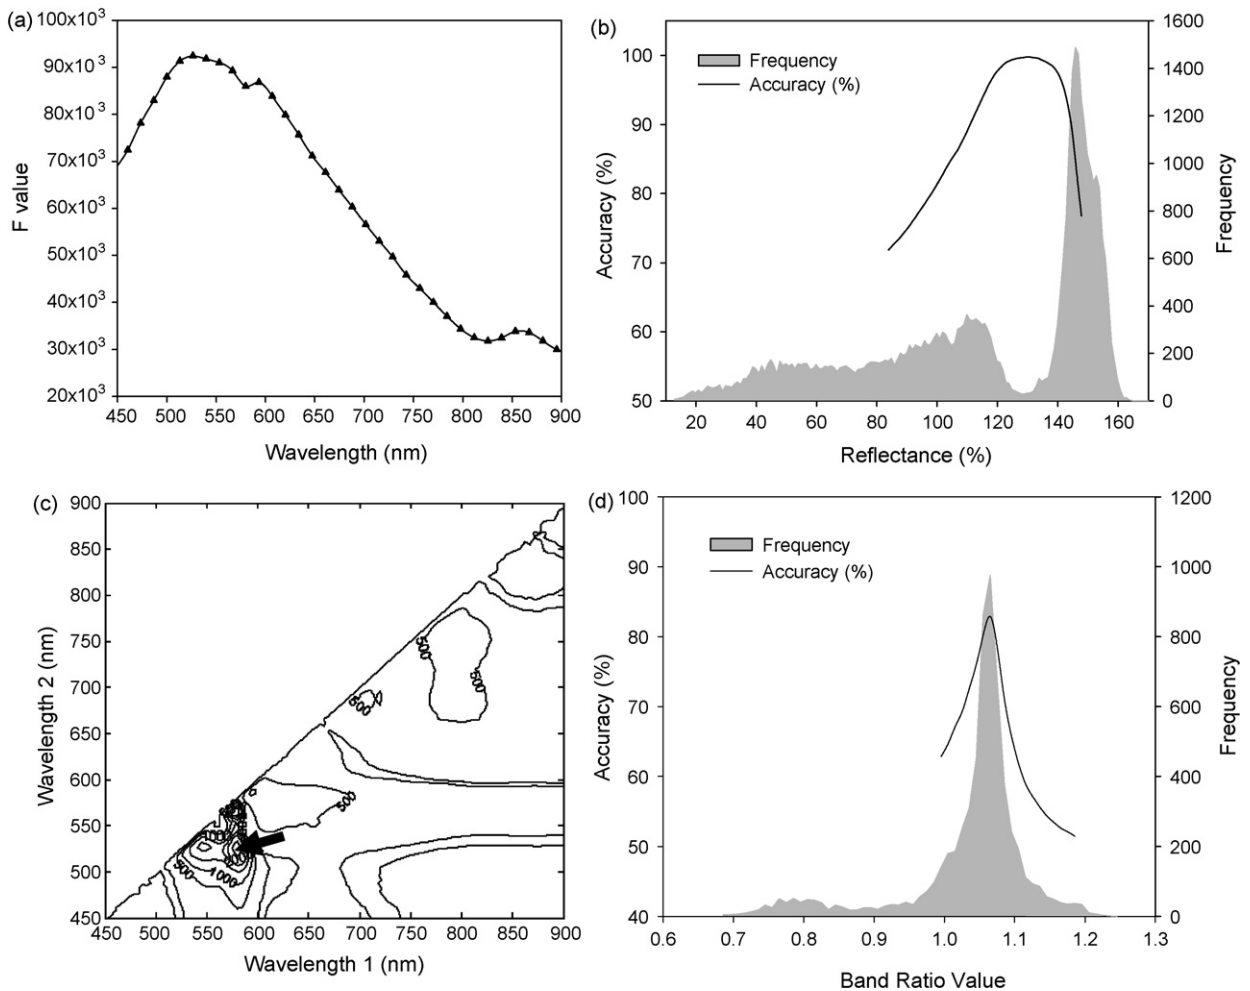 (a)
100x10³
90x10³
80x10³
70x10³
60x10³
50x10³
40x10³
30x10³
20x10³
F value
450 500 550 600 650 700 750 800 850 900
Wavelength (nm)
(b)
100
90
80
70
60
50
Accuracy (%)
Frequency
Accuracy (%)
1600
1400
1200
1000
800
600
400
200
0
Frequency
20 40 60 80 100 120 140 160
Reflectance (%)
(c)
900
850
800
750
700
650
600
550
500
450
Wavelength 2 (nm)
500
500
500
500
500
1000
1000
450 500 550 600 650 700 750 800 850 900
Wavelength 1 (nm)
(d)
100
90
80
70
60
50
40
Accuracy (%)
Frequency
Accuracy (%)
1200
1000
800
600
400
200
0
Frequency
0.6 0.7 0.8 0.9 1.0 1.1 1.2 1.3
Band Ratio Value